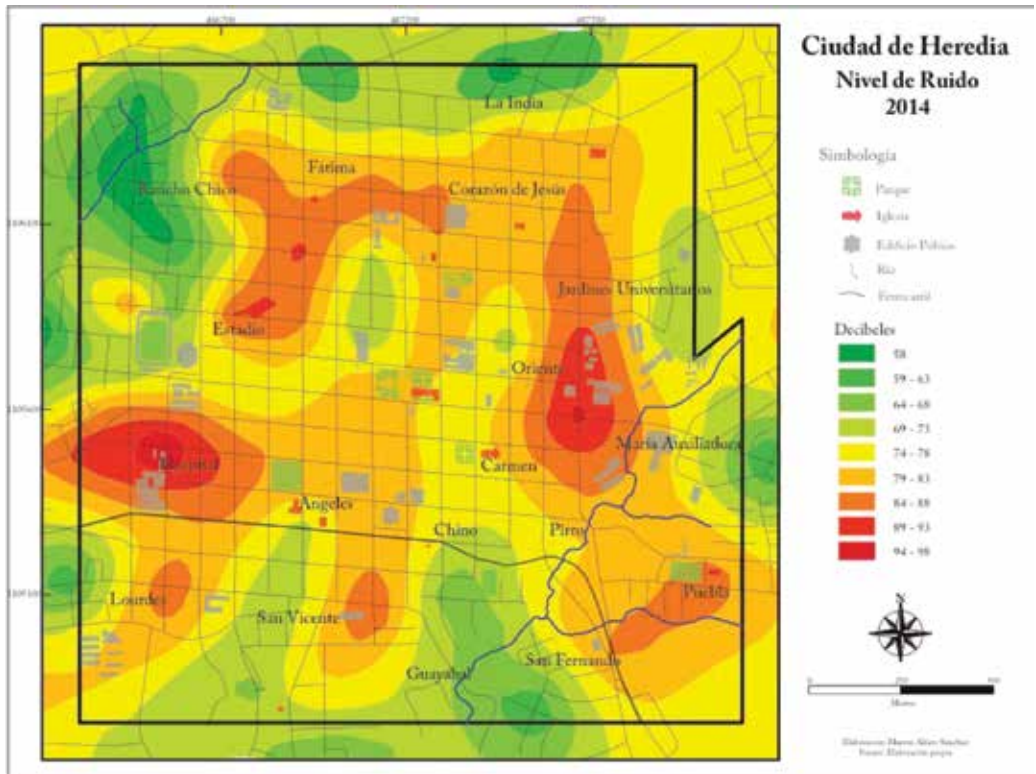 Ciudad de Heredia
Nivel de Ruido
2014
Simbología
Parque
Iglesia
Edificio Público
Río
Ferrocarril
Decibeles
58
59 - 63
64 - 68
69 - 73
74 - 78
79 - 83
84 - 88
89 - 93
94 - 98
N
Metros
La India
Fátima
Rancho Chico
Corazón de Jesús
Jardines Universitarios
Estadio
Oriente
María Auxiliadora
Hospital
Carmen
Angeles
Chino
Pirro
Lourdes
Puebla
San Vicente
San Fernando
Guayabal